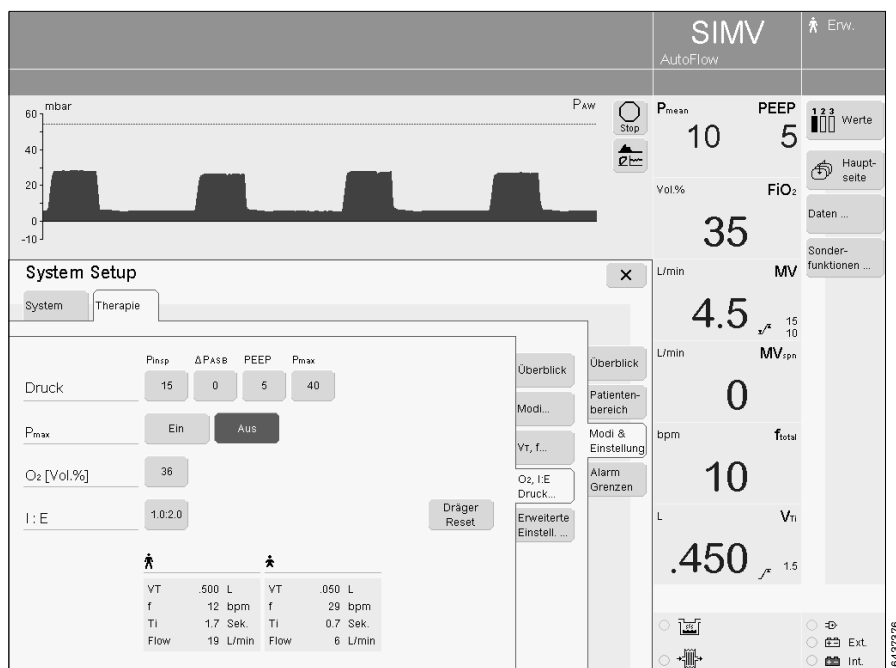 SIMV
AutoFlow
Erw.
mbar
PAW
60
40
20
0
-10
Stop
Pmean PEEP
10 5
Vol.% FiO2
35
L/min MV
4.5
15
10
L/min MVspn
0
bpm ftotal
10
L VTi
.450
1.5
1 2 3
Werte
Haupt-
seite
Daten ...
Sonder-
funktionen ...
System Setup
System Therapie
Pinsp ΔPASB PEEP Pmax
Druck 15 0 5 40
Pmax Ein Aus
O2 [Vol.%] 36
I : E 1.0:2.0
Dräger
Reset
VT .500 L
f 12 bpm
Ti 1.7 Sek.
Flow 19 L/min
VT .050 L
f 29 bpm
Ti 0.7 Sek.
Flow 6 L/min
Überblick
Modi...
VT, f...
O2, I:E
Druck...
Erweiterte
Einstell. ...
Überblick
Patienten-
bereich
Modi &
Einstellung
Alarm
Grenzen
Ext.
Int.